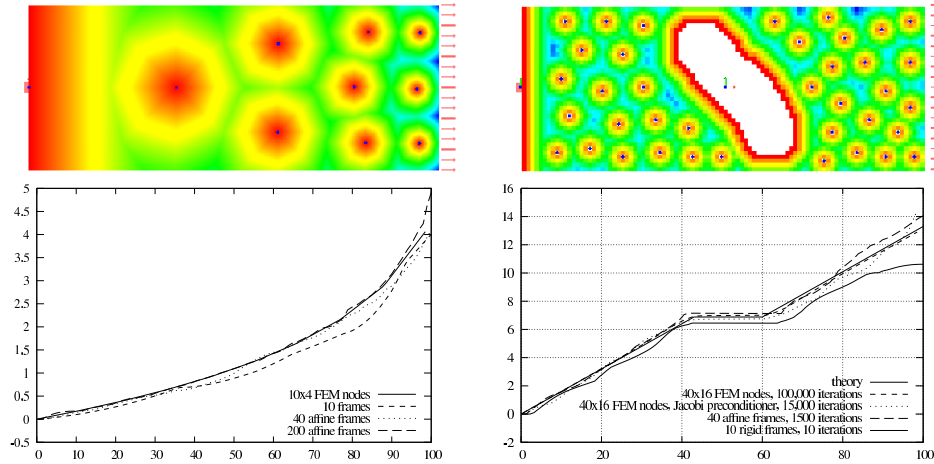 5
4.5
4
3.5
3
2.5
2
1.5
1
0.5
0
-0.5
0 10 20 30 40 50 60 70 80 90 100
10x4 FEM nodes
10 frames
40 affine frames
200 affine frames
16
14
12
10
8
6
4
2
0
-2
0 20 40 60 80 100
theory
40x16 FEM nodes, 100,000 iterations
40x16 FEM nodes, Jacobi preconditioner, 15,000 iterations
40 affine frames, 1500 iterations
10 rigid frames, 10 iterations